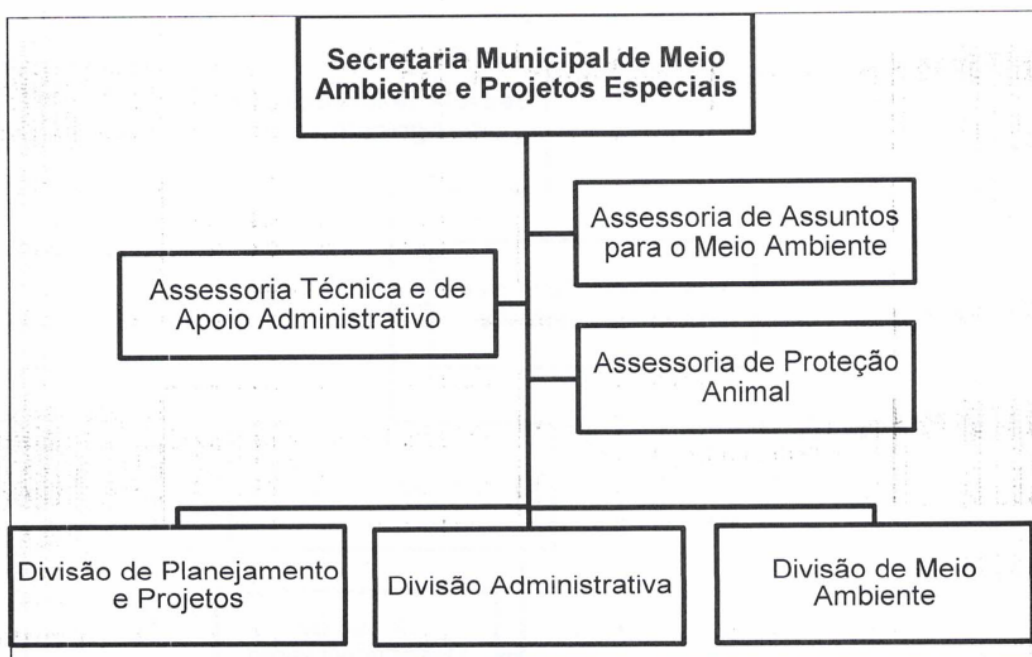 Secretaria Municipal de Meio
Ambiente e Projetos Especiais
Assessoria de Assuntos
para o Meio Ambiente
Assessoria Técnica e de
Apoio Administrativo
Assessoria de Proteção
Animal
Divisão de Planejamento
e Projetos
Divisão Administrativa
Divisão de Meio
Ambiente